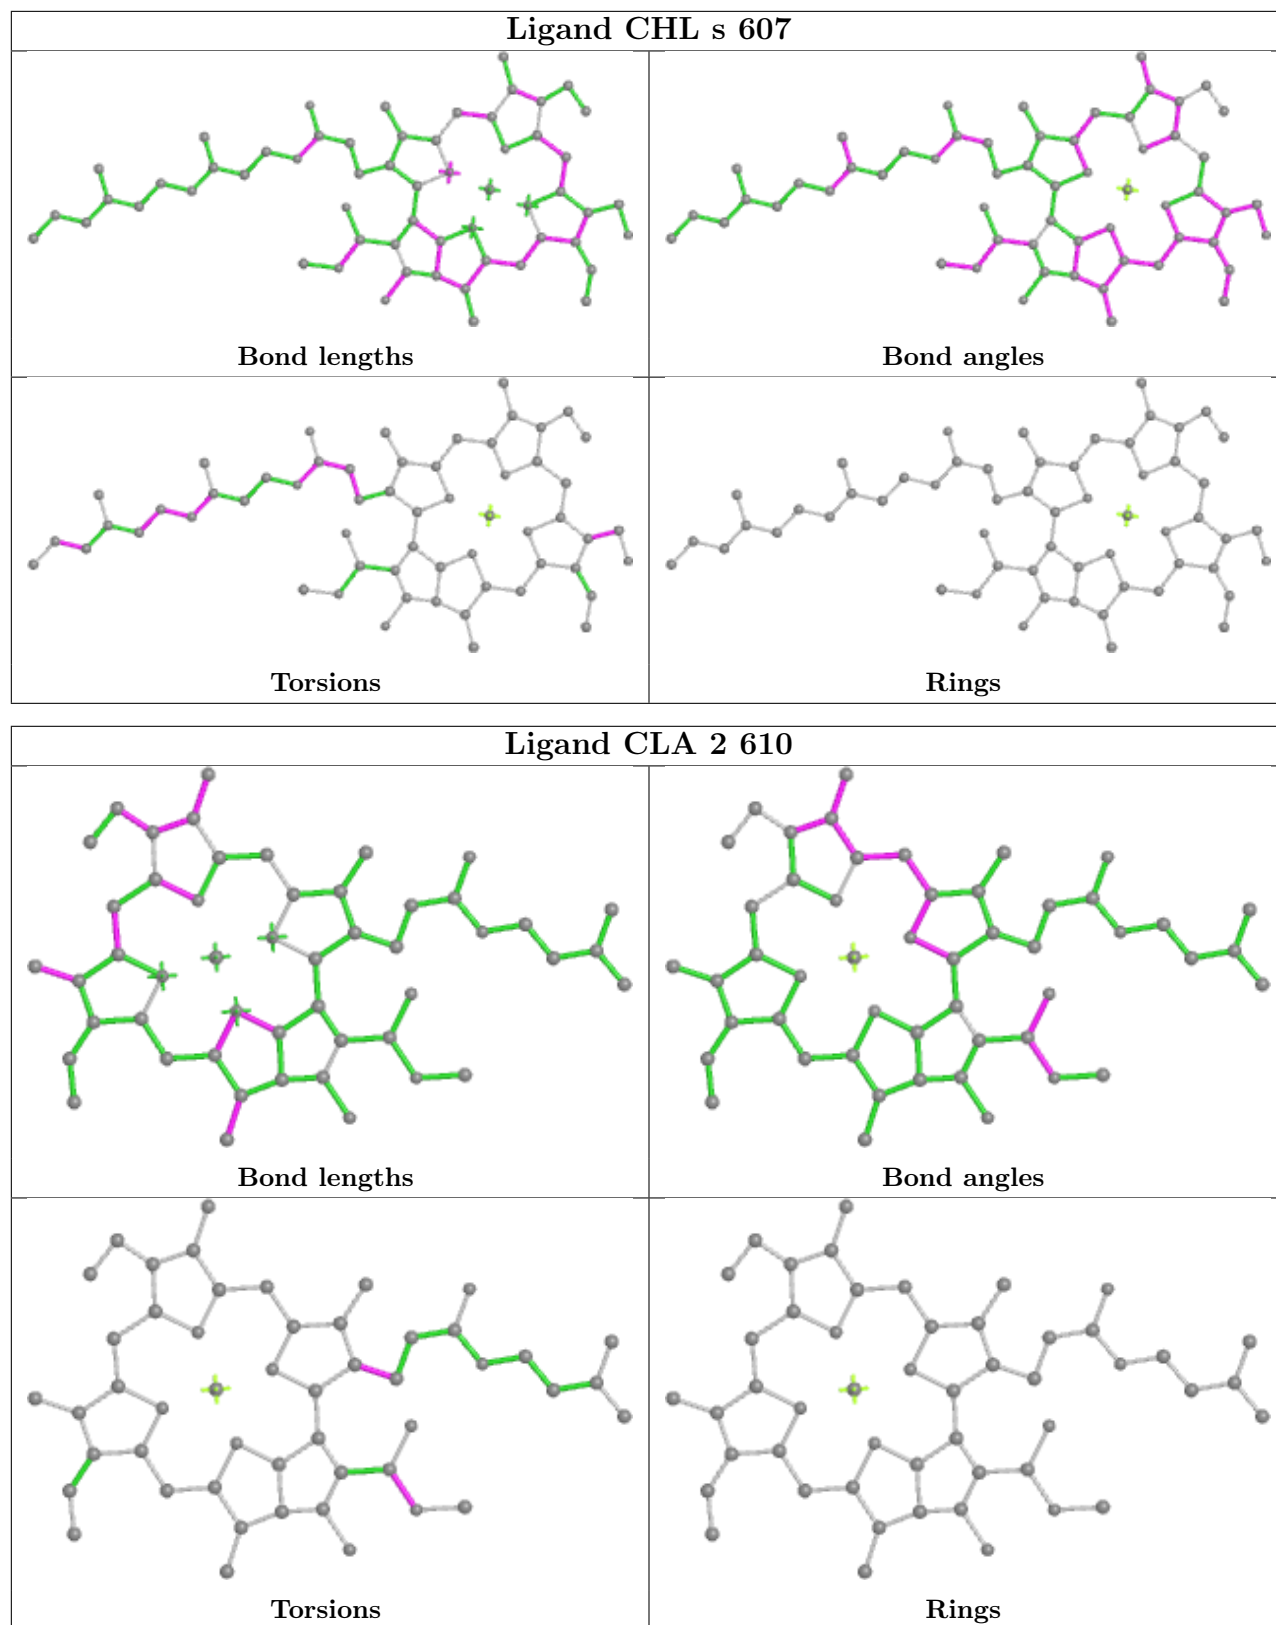 Ligand CHL s 607
Bond lengths
Bond angles
Torsions
Rings
Ligand CLA 2 610
Bond lengths
Bond angles
Torsions
Rings